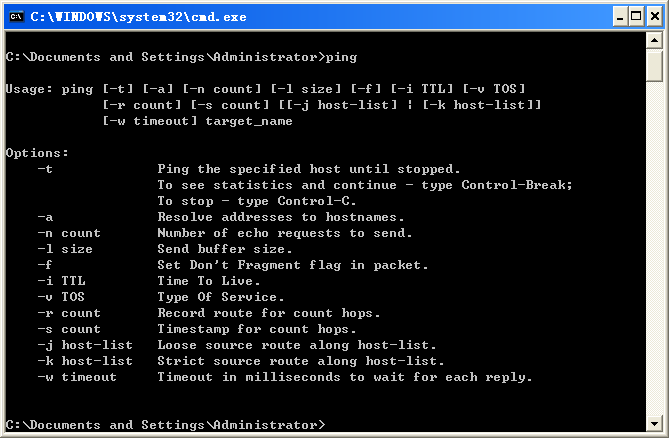 C:\WINDOWS\system32\cmd.exe
C:\Documents and Settings\Administrator>ping
Usage: ping [-t] [-a] [-n count] [-l size] [-f] [-i TTL] [-v TOS]
            [-r count] [-s count] [[-j host-list] | [-k host-list]]
            [-w timeout] target_name
Options:
    -t             Ping the specified host until stopped.
                   To see statistics and continue - type Control-Break;
                   To stop - type Control-C.
    -a             Resolve addresses to hostnames.
    -n count       Number of echo requests to send.
    -l size        Send buffer size.
    -f             Set Don't Fragment flag in packet.
    -i TTL         Time To Live.
    -v TOS         Type Of Service.
    -r count       Record route for count hops.
    -s count       Timestamp for count hops.
    -j host-list   Loose source route along host-list.
    -k host-list   Strict source route along host-list.
    -w timeout     Timeout in milliseconds to wait for each reply.
C:\Documents and Settings\Administrator>